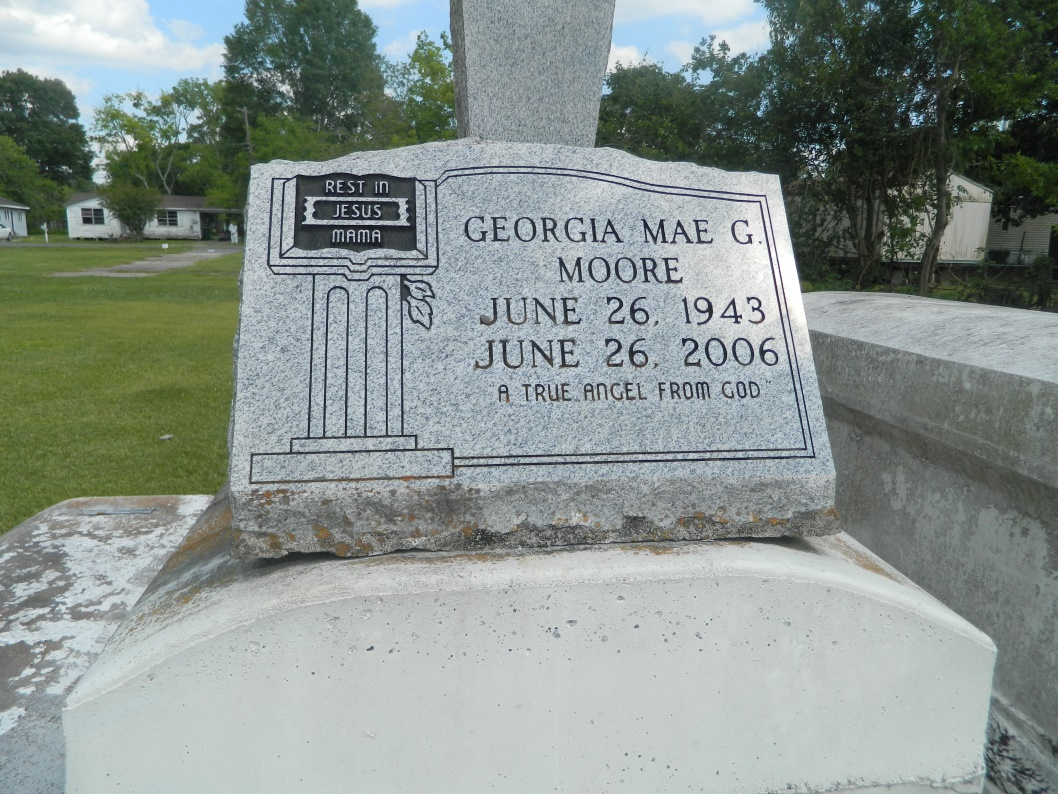 REST IN
JESUS
MAMA
GEORGIA MAE G.
MOORE
JUNE 26, 1943
JUNE 26, 2006
A TRUE ANGEL FROM GOD"